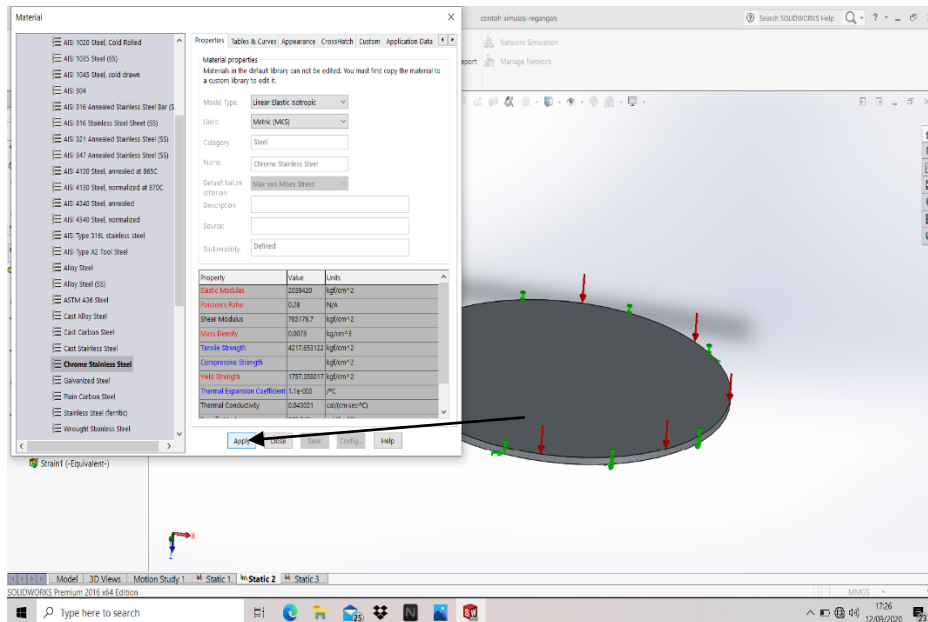 Material
contoh simulasi regangan
Search SOLIDWORKS Help
Network Simuation
port
Manage Network
AISI 1020 Steel, Cold Rolled
AISI 1035 Steel (SS)
AISI 1045 Steel, cold drawn
AISI 304
AISI 316 Annealed Stainless Steel Bar (S
AISI 316 Stainless Steel Sheet (SS)
AISI 321 Annealed Stainless Steel (SS)
AISI 347 Annealed Stainless Steel (SS)
AISI 4130 Steel, annealed at 865C
AISI 4130 Steel, normalized at 870C
AISI 4340 Steel, annealed
AISI 4340 Steel, normalized
AISI Type 316L stainless steel
AISI Type A2 Tool Steel
Alloy Steel
Alloy Steel (SS)
ASTM A36 Steel
Cast Alloy Steel
Cast Carbon Steel
Cast Stainless Steel
Chrome Stainless Steel
Galvanized Steel
Plain Carbon Steel
Stainless Steel (ferritic)
Wrought Stainless Steel
Properties Tables & Curves Appearance CrossHatch Custom Application Data
Material properties
Materials in the default library can not be edited. You must first copy the material to
a custom library to edit it.
Model Type: Linear Elastic Isotropic
Units: Metric (MKS)
Category: Steel
Name: Chrome Stainless Steel
Default failure criterion: Max von Mises Stress
Description:
Source:
Sustainability: Defined
Property Value Units
Elastic Modulus 2039420 kgf/cm^2
Poisson's Ratio 0.28 N/A
Shear Modulus 785176.7 kgf/cm^2
Mass Density 0.0078 kg/cm^3
Tensile Strength 4217.653122 kgf/cm^2
Compressive Strength kgf/cm^2
Yield Strength 1757.358017 kgf/cm^2
Thermal Expansion Coefficient 1.1e-005 /ºC
Thermal Conductivity 0.043021 cal/(cm·sec·ºC)
Apply Close Save Config... Help
Strain1 (-Equivalent-)
X
Z
Model 3D Views Motion Study 1 Static 1 Static 2 Static 3
SOLIDWORKS Premium 2016 x64 Edition
MMGS
Type here to search
25
SW
17:26
12/09/2020
23